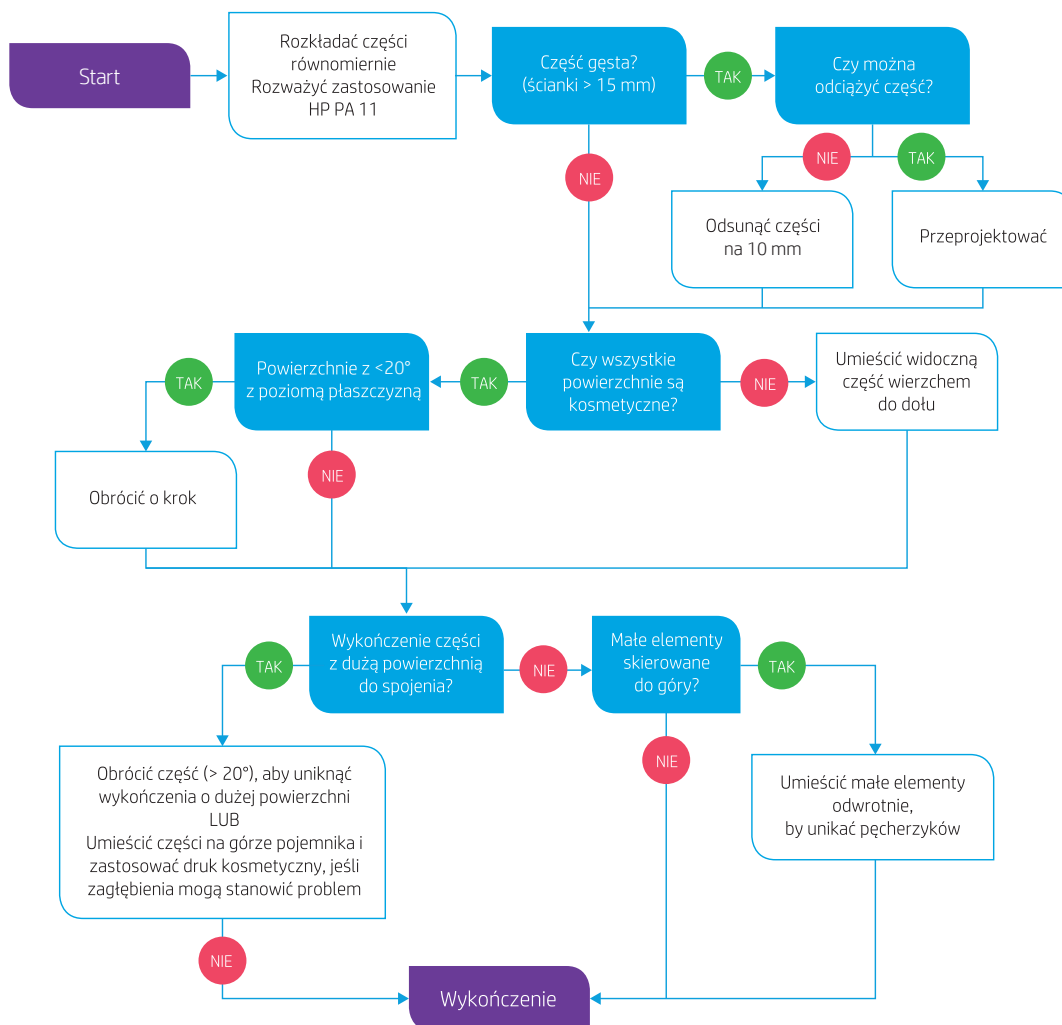 Start
Rozkładać części
równomiernie
Rozważyć zastosowanie
HP PA 11
Część gęsta?
(ścianki > 15 mm)
TAK
Czy można
odciążyć część?
NIE
NIE
TAK
Odsunąć części
na 10 mm
Przeprojektować
TAK
Powierzchnie z <20°
z poziomą płaszczyzną
TAK
Czy wszystkie
powierzchnie są
kosmetyczne?
NIE
Umieścić widoczną
część wierzchem
do dołu
Obrócić o krok
NIE
TAK
Wykończenie części
z dużą powierzchnią
do spojenia?
NIE
Małe elementy
skierowane
do góry?
TAK
NIE
Obrócić część (> 20°), aby uniknąć
wykończenia o dużej powierzchni
LUB
Umieścić części na górze pojemnika i
zastosować druk kosmetyczny, jeśli
zagłębienia mogą stanowić problem
Umieścić małe elementy
odwrotnie,
by unikać pęcherzyków
NIE
Wykończenie